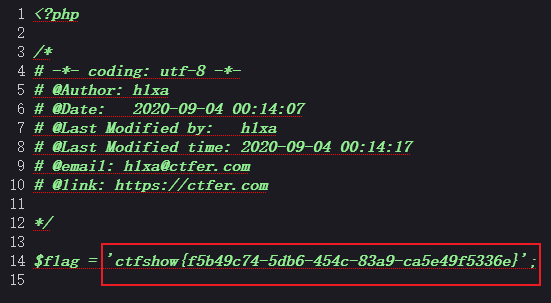 1 <?php
2
3 /*
4 # -*- coding: utf-8 -*-
5 # @Author: h1xa
6 # @Date:   2020-09-04 00:14:07
7 # @Last Modified by:   h1xa
8 # @Last Modified time: 2020-09-04 00:14:17
9 # @email: h1xa@ctfer.com
10 # @link: https://ctfer.com
11
12 */
13
14 $flag = 'ctfshow{f5b49c74-5db6-454c-83a9-ca5e49f5336e}';
15